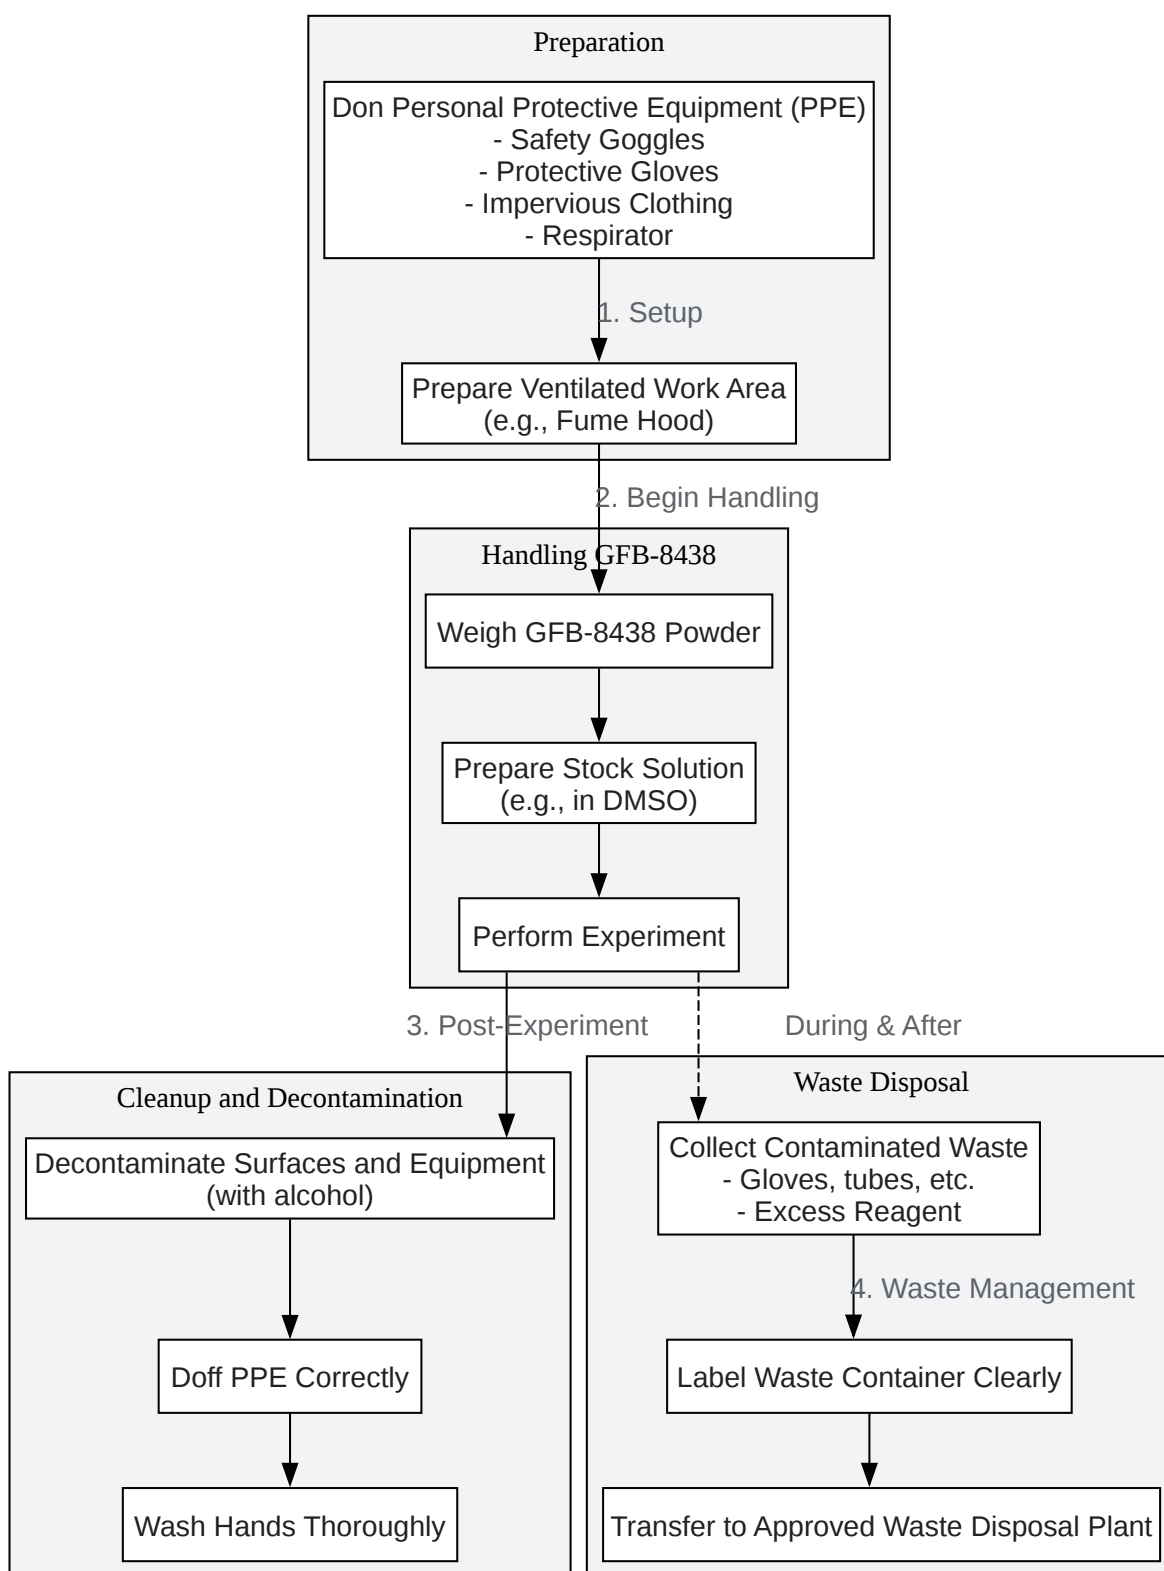 Preparation
Don Personal Protective Equipment (PPE)
- Safety Goggles
- Protective Gloves
- Impervious Clothing
- Respirator
1. Setup
Prepare Ventilated Work Area
(e.g., Fume Hood)
2. Begin Handling
Handling GFB-8438
Weigh GFB-8438 Powder
Prepare Stock Solution
(e.g., in DMSO)
Perform Experiment
3. Post-Experiment
During & After
Cleanup and Decontamination
Decontaminate Surfaces and Equipment
(with alcohol)
Doff PPE Correctly
Wash Hands Thoroughly
Waste Disposal
Collect Contaminated Waste
- Gloves, tubes, etc.
- Excess Reagent
4. Waste Management
Label Waste Container Clearly
Transfer to Approved Waste Disposal Plant